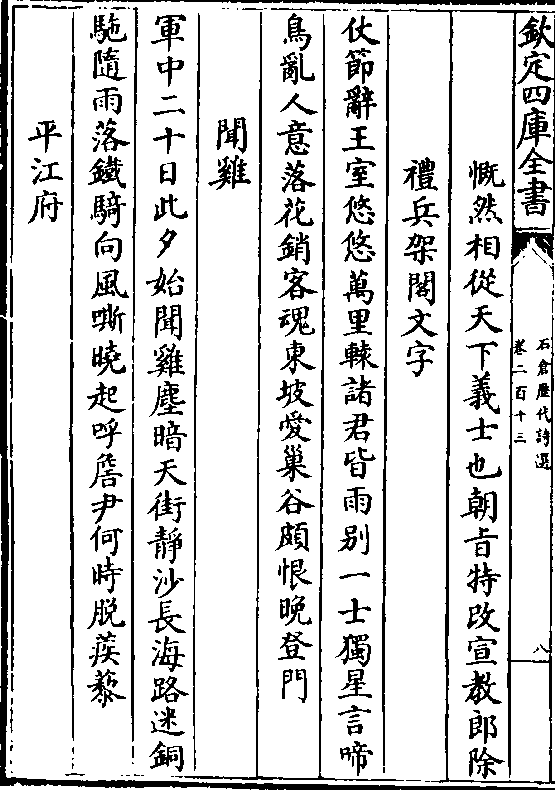 欽定四庫全書
石倉歷代詩選
卷二百十三
八
慨然相從天下義士也朝旨特改宣教郎除
禮兵架閣文字
仗節辭王室悠悠萬里轅諸君皆雨别一士獨星言啼
鳥亂人意落花銷客魂東坡愛巢谷頗恨晚登門
聞雞
軍中二十日此夕始聞雞塵暗天街靜沙長海路迷銅
駞隨雨落鐵騎向風嘶曉起呼詹尹何時脱蒺藜
平江府